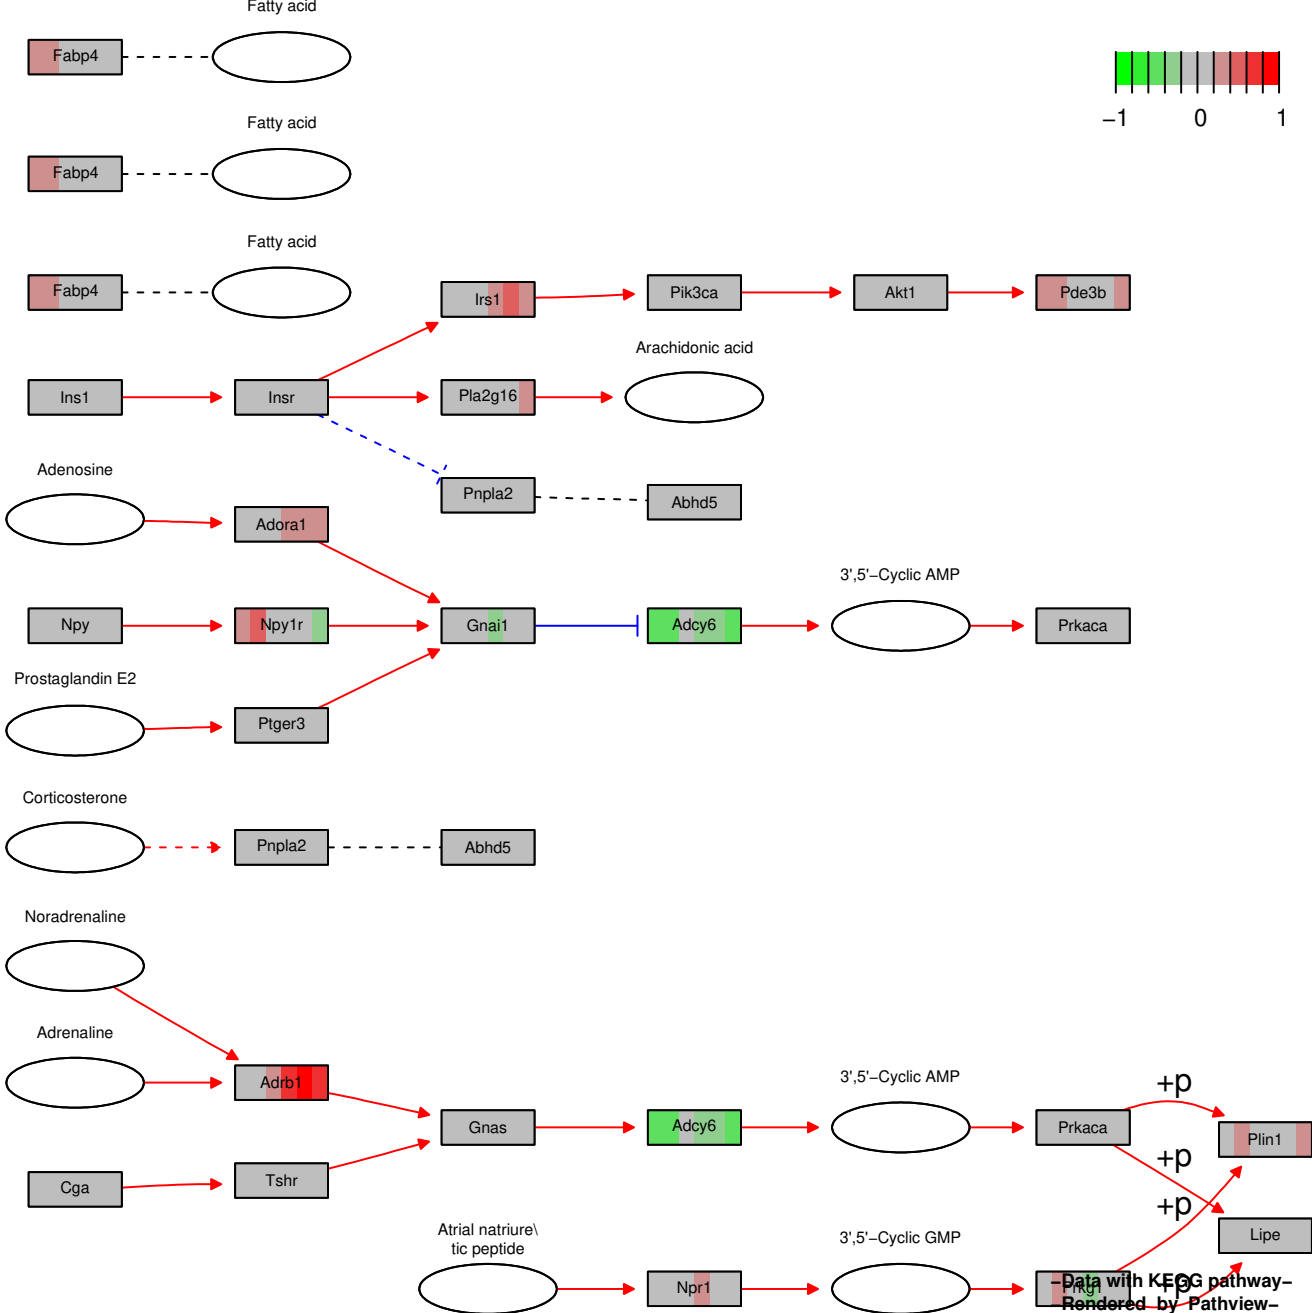 Fatty acid
Fabp4
−1 0 1
Fatty acid
Fabp4
Fatty acid
Fabp4
Irs1
Pik3ca
Akt1
Pde3b
Arachidonic acid
Ins1
Insr
Pla2g16
Adenosine
Pnpla2
Abhd5
Adora1
3',5'−Cyclic AMP
Npy
Npy1r
Gnai1
Adcy6
Prkaca
Prostaglandin E2
Ptger3
Corticosterone
Pnpla2
Abhd5
Noradrenaline
Adrenaline
Adrb1
3',5'−Cyclic AMP
+p
Gnas
Adcy6
Prkaca
Plin1
+p
Cga
Tshr
+p
Atrial natriure\
tic peptide
3',5'−Cyclic GMP
Lipe
Npr1
+p
−Data with KEGG pathway−
−Rendered by Pathview−